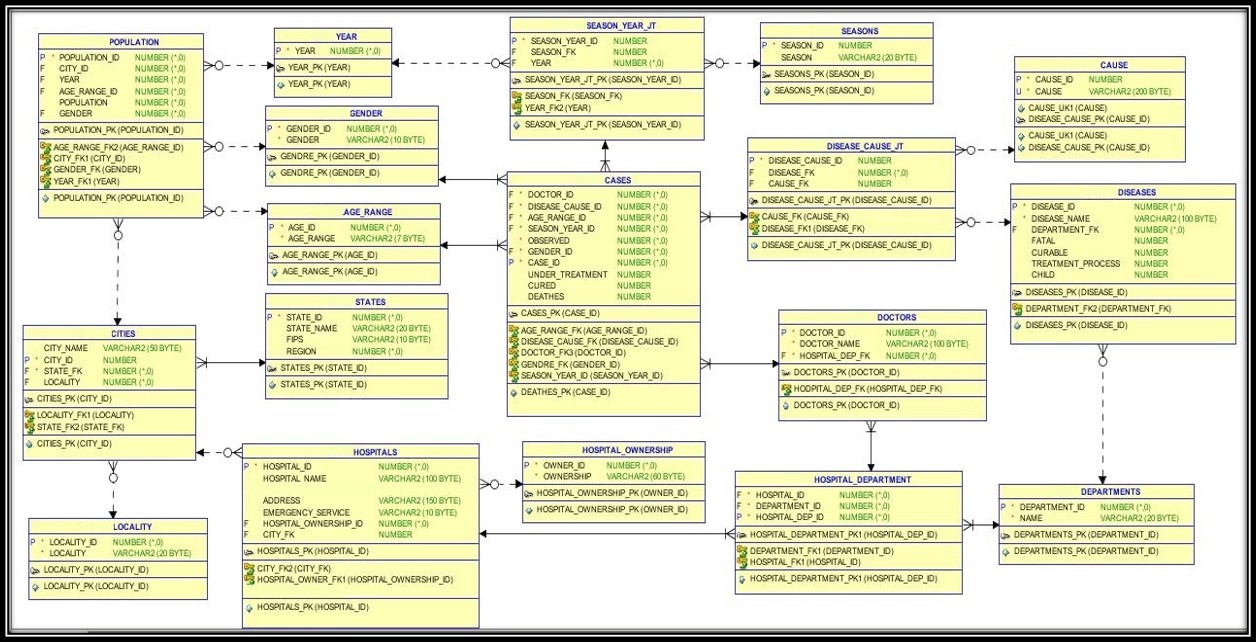 POPULATION
P * POPULATION_ID NUMBER (*,0)
F CITY_ID NUMBER (*,0)
F YEAR NUMBER (*,0)
F AGE_RANGE_ID NUMBER (*,0)
POPULATION NUMBER (*,0)
F GENDER NUMBER (*,0)
POPULATION_PK (POPULATION_ID)
AGE_RANGE_FK2 (AGE_RANGE_ID)
CITY_FK1 (CITY_ID)
GENDER_FK (GENDER)
YEAR_FK1 (YEAR)
POPULATION_PK (POPULATION_ID)
YEAR
P * YEAR NUMBER (*,0)
YEAR_PK (YEAR)
YEAR_PK (YEAR)
SEASON_YEAR_JT
P * SEASON_YEAR_ID NUMBER
F SEASON_FK NUMBER
F YEAR NUMBER (*,0)
SEASON_YEAR_JT_PK (SEASON_YEAR_ID)
SEASON_FK (SEASON_FK)
YEAR_FK2 (YEAR)
SEASON_YEAR_JT_PK (SEASON_YEAR_ID)
SEASONS
P * SEASON_ID NUMBER
SEASON VARCHAR2 (20 BYTE)
SEASONS_PK (SEASON_ID)
SEASONS_PK (SEASON_ID)
CAUSE
P * CAUSE_ID NUMBER
U * CAUSE VARCHAR2 (200 BYTE)
CAUSE_UK1 (CAUSE)
DISEASE_CAUSE_PK (CAUSE_ID)
CAUSE_UK1 (CAUSE)
DISEASE_CAUSE_PK (CAUSE_ID)
GENDER
P * GENDER_ID NUMBER (*,0)
* GENDER VARCHAR2 (10 BYTE)
GENDRE_PK (GENDER_ID)
GENDRE_PK (GENDER_ID)
DISEASE_CAUSE_JT
P * DISEASE_CAUSE_ID NUMBER
F DISEASE_FK NUMBER (*,0)
F CAUSE_FK NUMBER
DISEASE_CAUSE_JT_PK (DISEASE_CAUSE_ID)
CAUSE_FK (CAUSE_FK)
DISEASE_FK1 (DISEASE_FK)
DISEASE_CAUSE_JT_PK (DISEASE_CAUSE_ID)
CASES
F * DOCTOR_ID NUMBER (*,0)
F * DISEASE_CAUSE_ID NUMBER (*,0)
F * AGE_RANGE_ID NUMBER (*,0)
F * SEASON_YEAR_ID NUMBER (*,0)
* OBSERVED NUMBER (*,0)
F * GENDER_ID NUMBER (*,0)
P * CASE_ID NUMBER (*,0)
UNDER_TREATMENT NUMBER
CURED NUMBER
DEATHES NUMBER
CASES_PK (CASE_ID)
AGE_RANGE_FK (AGE_RANGE_ID)
DISEASE_CAUSE_FK (DISEASE_CAUSE_ID)
DOCTOR_FK3 (DOCTOR_ID)
GENDRE_FK (GENDER_ID)
SEASON_YEAR_ID (SEASON_YEAR_ID)
DEATHES_PK (CASE_ID)
DISEASES
P * DISEASE_ID NUMBER (*,0)
* DISEASE_NAME VARCHAR2 (100 BYTE)
F DEPARTMENT_FK NUMBER (*,0)
FATAL NUMBER
CURABLE NUMBER
TREATMENT_PROCESS NUMBER
CHILD NUMBER
DISEASES_PK (DISEASE_ID)
DEPARTMENT_FK2 (DEPARTMENT_FK)
DISEASES_PK (DISEASE_ID)
AGE_RANGE
P * AGE_ID NUMBER (*,0)
* AGE_RANGE VARCHAR2 (7 BYTE)
AGE_RANGE_PK (AGE_ID)
AGE_RANGE_PK (AGE_ID)
STATES
P * STATE_ID NUMBER (*,0)
STATE_NAME VARCHAR2 (20 BYTE)
FIPS VARCHAR2 (10 BYTE)
REGION NUMBER (*,0)
STATES_PK (STATE_ID)
STATES_PK (STATE_ID)
DOCTORS
P * DOCTOR_ID NUMBER (*,0)
* DOCTOR_NAME VARCHAR2 (100 BYTE)
F * HOSPITAL_DEP_FK NUMBER (*,0)
DOCTORS_PK (DOCTOR_ID)
HODPITAL_DEP_FK (HOSPITAL_DEP_FK)
DOCTORS_PK (DOCTOR_ID)
CITIES
CITY_NAME VARCHAR2 (50 BYTE)
P * CITY_ID NUMBER
F * STATE_FK NUMBER (*,0)
F LOCALITY NUMBER (*,0)
CITIES_PK (CITY_ID)
LOCALITY_FK1 (LOCALITY)
STATE_FK2 (STATE_FK)
CITIES_PK (CITY_ID)
HOSPITALS
P * HOSPITAL_ID NUMBER (*,0)
HOSPITAL_NAME VARCHAR2 (100 BYTE)
ADDRESS VARCHAR2 (150 BYTE)
EMERGENCY_SERVICE VARCHAR2 (10 BYTE)
F HOSPITAL_OWNERSHIP_ID NUMBER (*,0)
F CITY_FK NUMBER
HOSPITALS_PK (HOSPITAL_ID)
CITY_FK2 (CITY_FK)
HOSPITAL_OWNER_FK1 (HOSPITAL_OWNERSHIP_ID)
HOSPITALS_PK (HOSPITAL_ID)
HOSPITAL_OWNERSHIP
P * OWNER_ID NUMBER (*,0)
* OWNERSHIP VARCHAR2 (60 BYTE)
HOSPITAL_OWNERSHIP_PK (OWNER_ID)
HOSPITAL_OWNERSHIP_PK (OWNER_ID)
HOSPITAL_DEPARTMENT
F * HOSPITAL_ID NUMBER (*,0)
F * DEPARTMENT_ID NUMBER (*,0)
P * HOSPITAL_DEP_ID NUMBER (*,0)
HOSPITAL_DEPARTMENT_PK1 (HOSPITAL_DEP_ID)
DEPARTMENT_FK1 (DEPARTMENT_ID)
HOSPITAL_FK1 (HOSPITAL_ID)
HOSPITAL_DEPARTMENT_PK1 (HOSPITAL_DEP_ID)
DEPARTMENTS
P * DEPARTMENT_ID NUMBER (*,0)
* NAME VARCHAR2 (20 BYTE)
DEPARTMENTS_PK (DEPARTMENT_ID)
DEPARTMENTS_PK (DEPARTMENT_ID)
LOCALITY
P * LOCALITY_ID NUMBER (*,0)
* LOCALITY VARCHAR2 (20 BYTE)
LOCALITY_PK (LOCALITY_ID)
LOCALITY_PK (LOCALITY_ID)